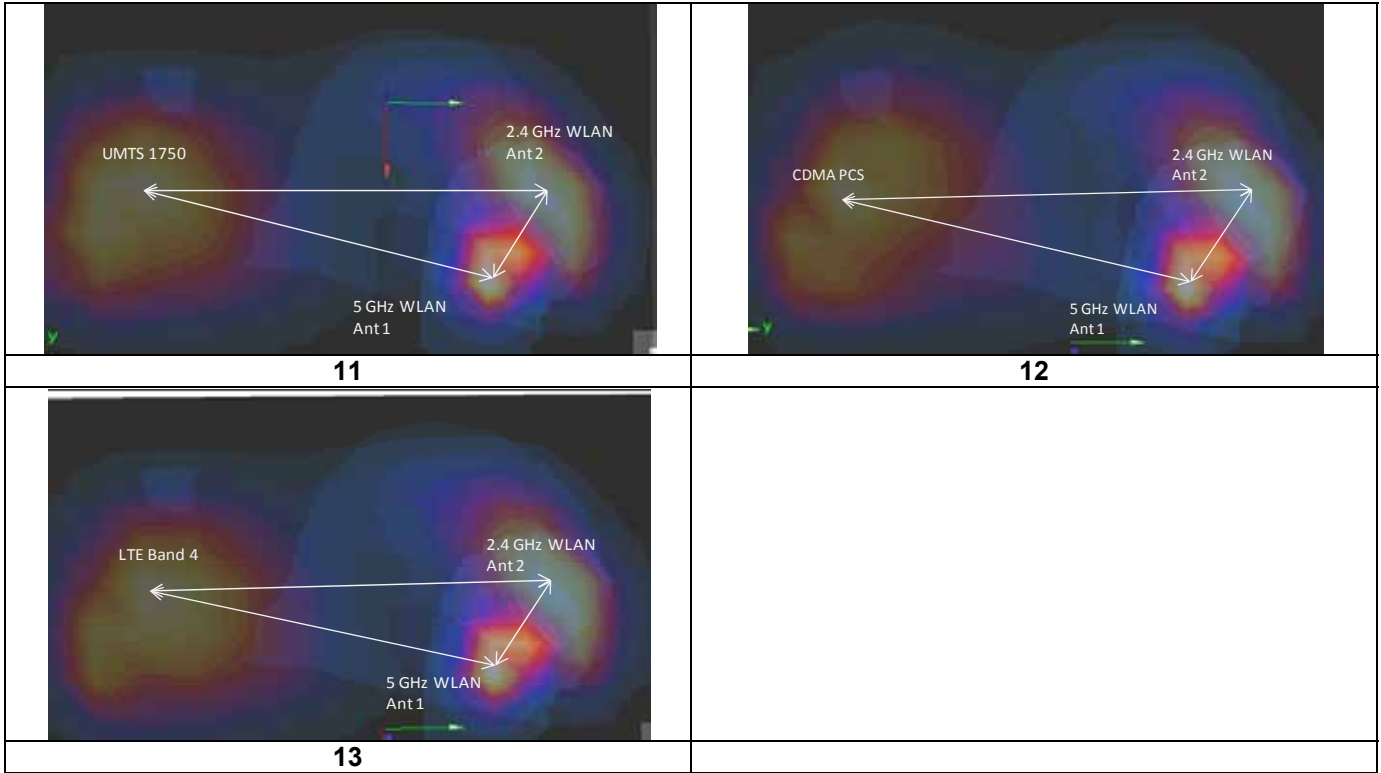 UMTS 1750
2.4 GHz WLAN
Ant 2
5 GHz WLAN
Ant 1
y
11
CDMA PCS
2.4 GHz WLAN
Ant 2
5 GHz WLAN
Ant 1
y
12
LTE Band 4
2.4 GHz WLAN
Ant 2
5 GHz WLAN
Ant 1
13